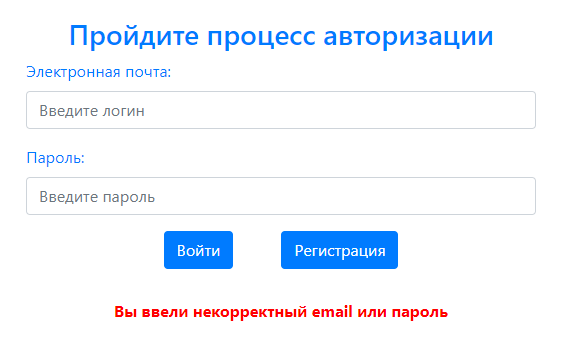 Пройдите процесс авторизации
Электронная почта:
Введите логин
Пароль:
Введите пароль
Войти Регистрация
Вы ввели некорректный email или пароль